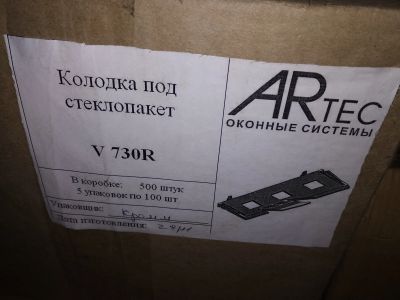 Колодка под
стеклопакет
V 730R
В коробке: 500 штук
5 упаковок по 100 шт
Упаковщик:
Дата изготовления:
ARTEC
ОКОННЫЕ СИСТЕМЫ